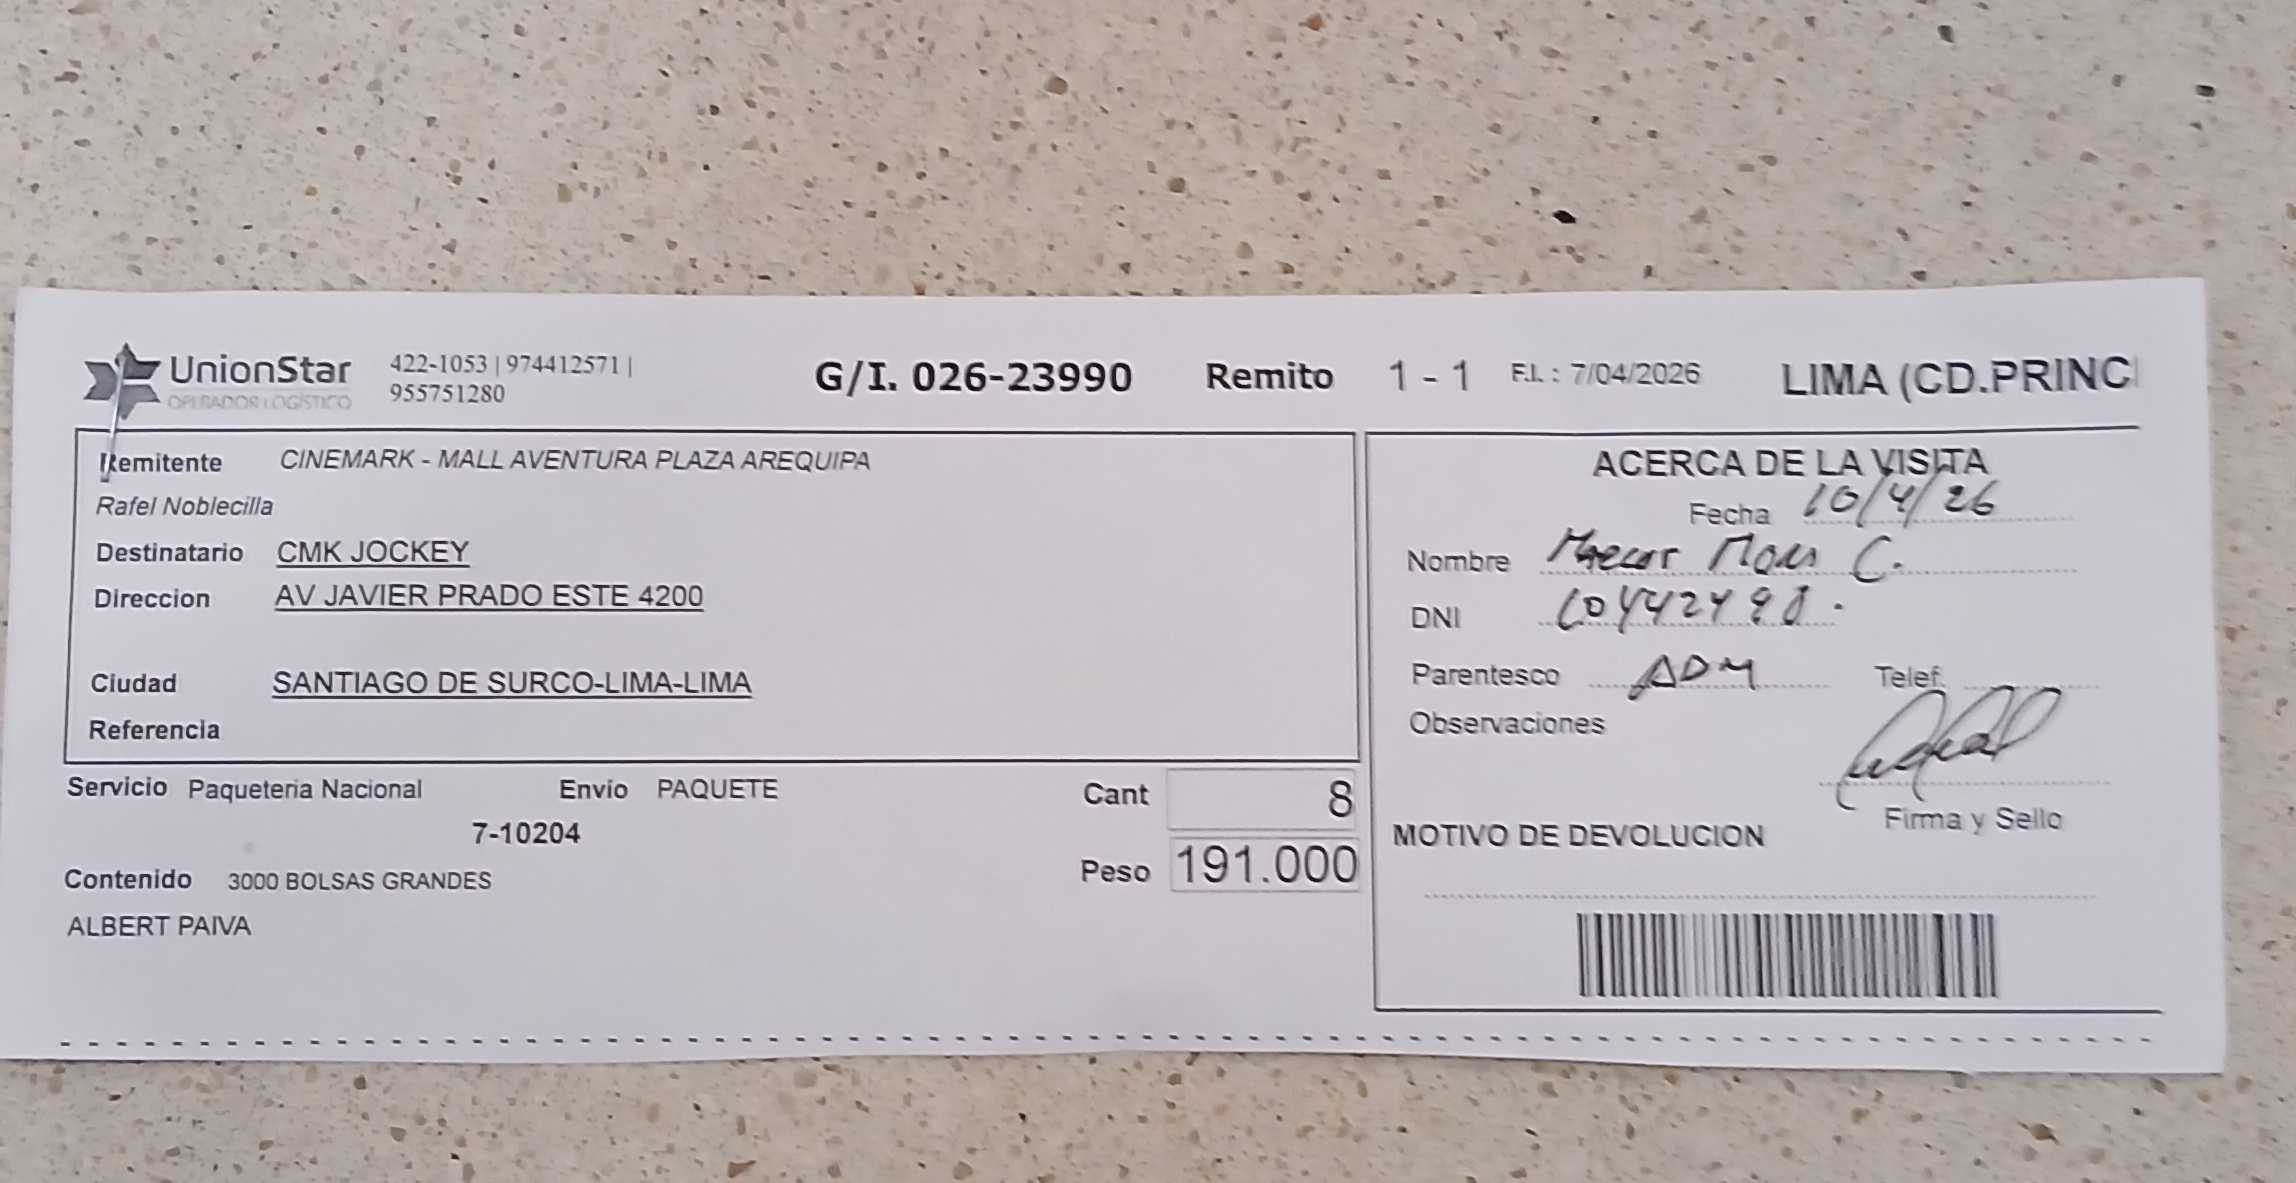 UnionStar
OPERADOR LOGÍSTICO
422-1053 | 974412571 |
955751280
G/I. 026-23990 Remito 1 - 1 F.I. : 7/04/2026 LIMA (CD.PRINC
Remitente CINEMARK - MALL AVENTURA PLAZA AREQUIPA
Rafel Noblecilla
Destinatario CMK JOCKEY
Direccion AV JAVIER PRADO ESTE 4200
Ciudad SANTIAGO DE SURCO-LIMA-LIMA
Referencia
Servicio Paqueteria Nacional Envio PAQUETE Cant 8
7-10204
Peso 191.000
Contenido 3000 BOLSAS GRANDES
ALBERT PAIVA
ACERCA DE LA VISITA
Fecha 10/4/26
Nombre C.
DNI
Parentesco ADM Telef.
Observaciones
Firma y Sello
MOTIVO DE DEVOLUCION